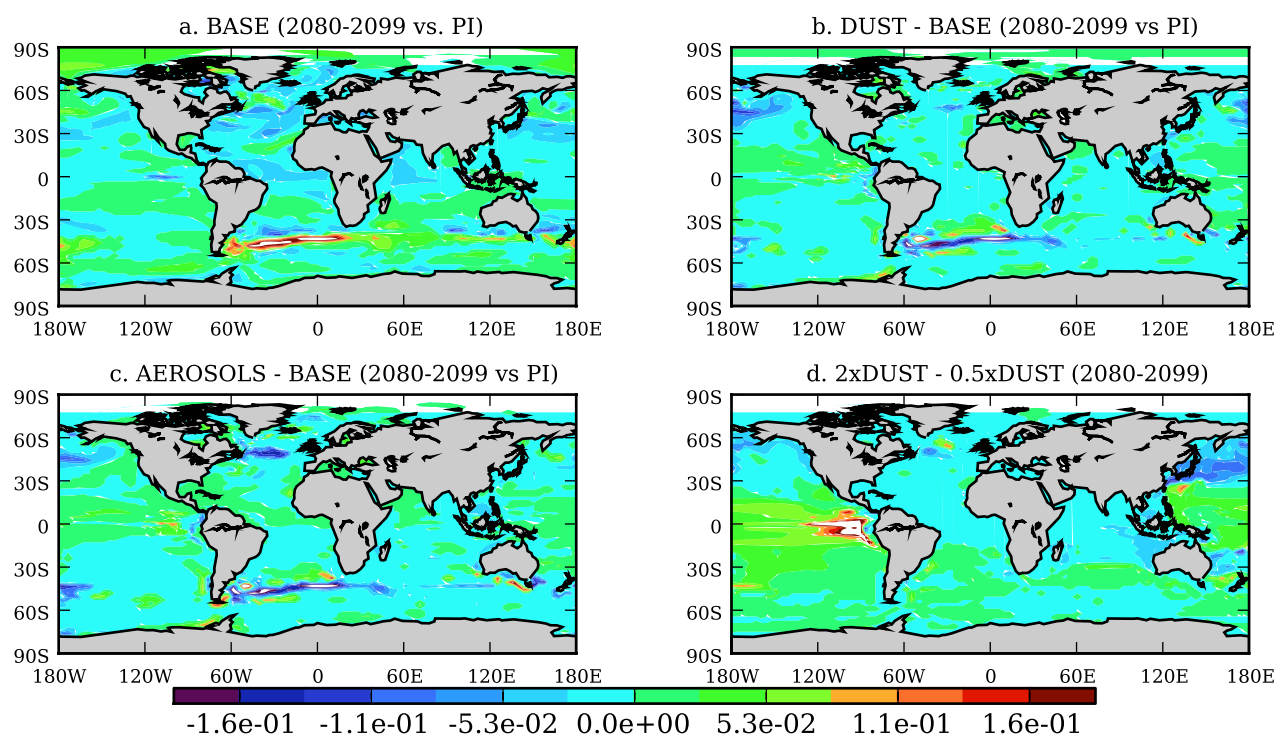 a. BASE (2080-2099 vs. PI)
90S
60S
30S
0
30S
60S
90S
180W 120W 60W 0 60E 120E 180E
b. DUST - BASE (2080-2099 vs PI)
90S
60S
30S
0
30S
60S
90S
180W 120W 60W 0 60E 120E 180E
c. AEROSOLS - BASE (2080-2099 vs PI)
90S
60S
30S
0
30S
60S
90S
180W 120W 60W 0 60E 120E 180E
d. 2xDUST - 0.5xDUST (2080-2099)
90S
60S
30S
0
30S
60S
90S
180W 120W 60W 0 60E 120E 180E
-1.6e-01 -1.1e-01 -5.3e-02 0.0e+00 5.3e-02 1.1e-01 1.6e-01